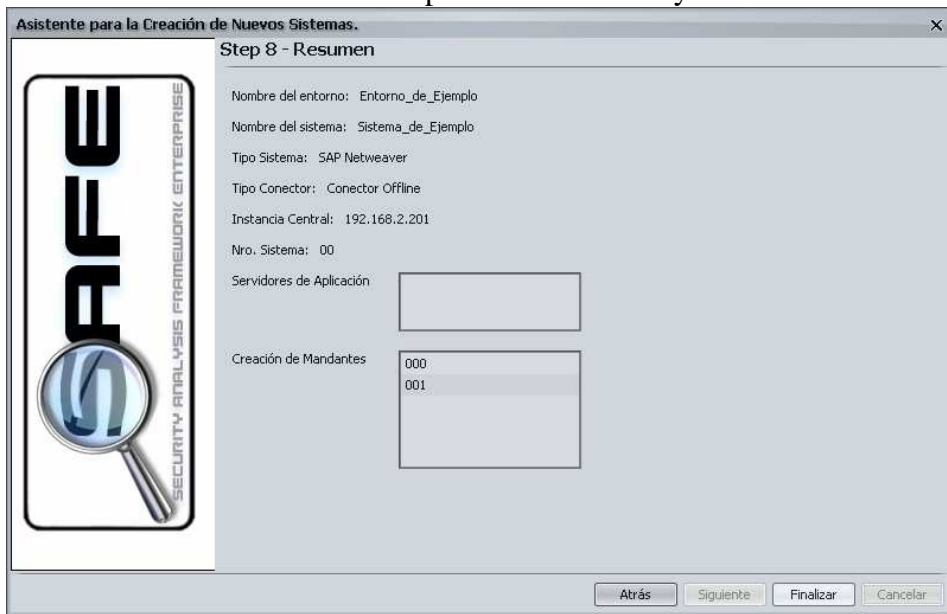 Asistente para la Creación de Nuevos Sistemas.
Step 8 - Resumen
SAFE
SECURITY ANALYSIS FRAMEWORK ENTERPRISE
Nombre del entorno: Entorno_de_Ejemplo
Nombre del sistema: Sistema_de_Ejemplo
Tipo Sistema: SAP Netweaver
Tipo Conector: Conector Offline
Instancia Central: 192.168.2.201
Nro. Sistema: 00
Servidores de Aplicación
Creación de Mandantes
000
001
Atrás
Siguiente
Finalizar
Cancelar